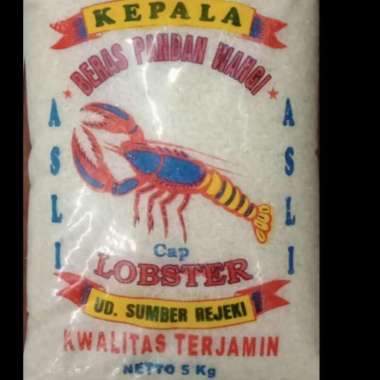 KEPALA
BERAS PANDAN WANGI
ASLI
ASLI
Cap
LOBSTER
UD. SUMBER REJEKI
KWALITAS TERJAMIN
NETTO 5 Kg